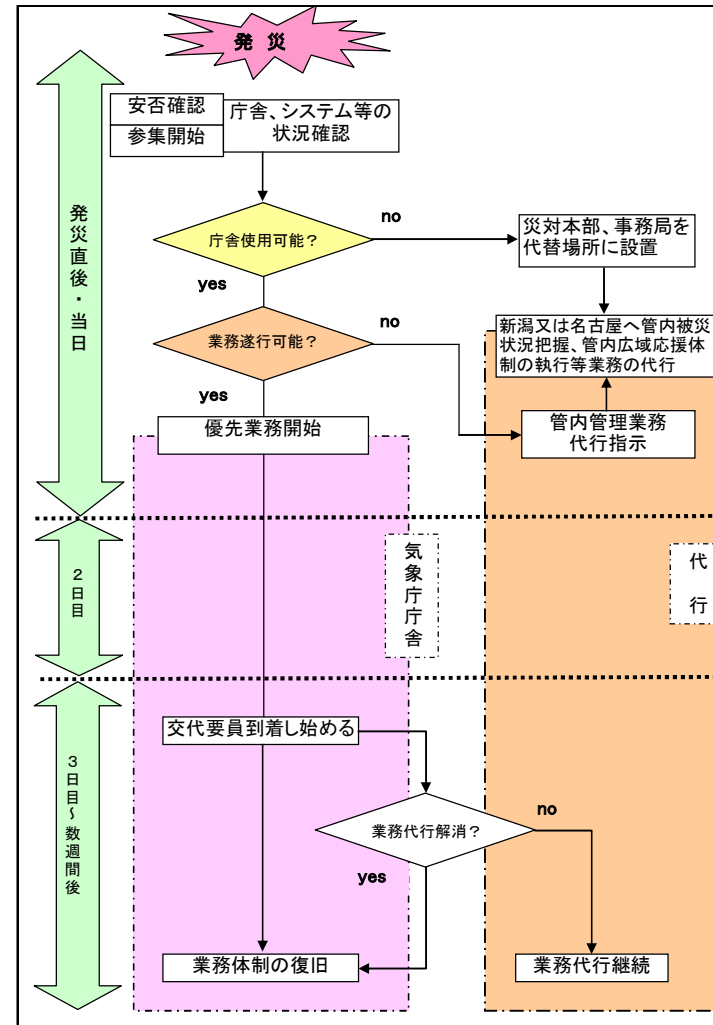 発 災
安否確認
参集開始
庁舎、システム等の
状況確認
発災直後・当日
庁舎使用可能?
no
災対本部、事務局を
代替場所に設置
yes
業務遂行可能?
no
新潟又は名古屋へ管内被災
状況把握、管内広域応援体
制の執行等業務の代行
yes
優先業務開始
管内管理業務
代行指示
2日目
気象庁庁舎
代 行
3日目~数週間後
交代要員到着し始める
業務代行解消?
no
yes
業務体制の復旧
業務代行継続